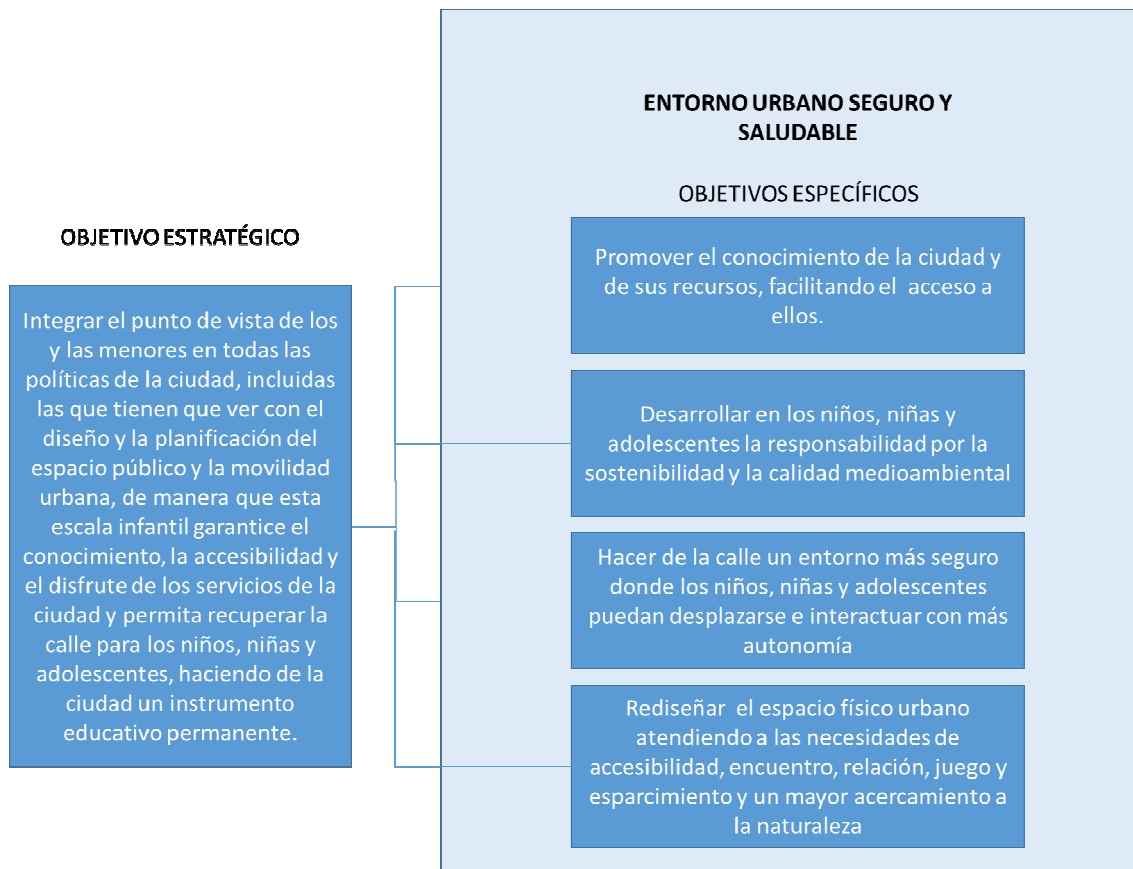 ENTORNO URBANO SEGURO Y
SALUDABLE
OBJETIVOS ESPECÍFICOS
OBJETIVO ESTRATÉGICO
Integrar el punto de vista de los
y las menores en todas las
políticas de la ciudad, incluidas
las que tienen que ver con el
diseño y la planificación del
espacio público y la movilidad
urbana, de manera que esta
escala infantil garantice el
conocimiento, la accesibilidad y
el disfrute de los servicios de la
ciudad y permita recuperar la
calle para los niños, niñas y
adolescentes, haciendo de la
ciudad un instrumento
educativo permanente.
Promover el conocimiento de la ciudad y
de sus recursos, facilitando el acceso a
ellos.
Desarrollar en los niños, niñas y
adolescentes la responsabilidad por la
sostenibilidad y la calidad medioambiental
Hacer de la calle un entorno más seguro
donde los niños, niñas y adolescentes
puedan desplazarse e interactuar con más
autonomía
Rediseñar el espacio físico urbano
atendiendo a las necesidades de
accesibilidad, encuentro, relación, juego y
esparcimiento y un mayor acercamiento a
la naturaleza